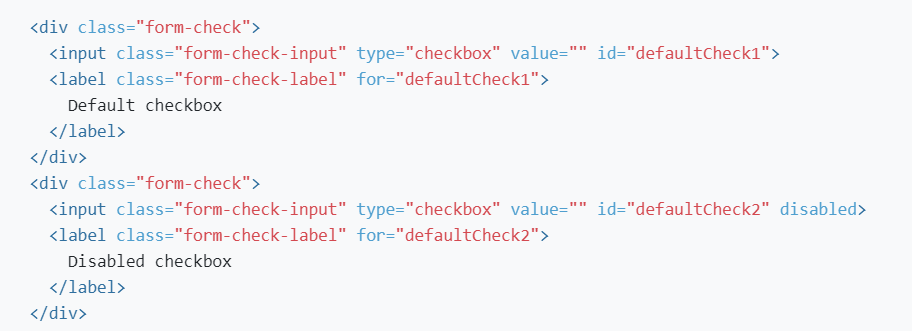 <div class="form-check">
  <input class="form-check-input" type="checkbox" value="" id="defaultCheck1">
  <label class="form-check-label" for="defaultCheck1">
    Default checkbox
  </label>
</div>
<div class="form-check">
  <input class="form-check-input" type="checkbox" value="" id="defaultCheck2" disabled>
  <label class="form-check-label" for="defaultCheck2">
    Disabled checkbox
  </label>
</div>